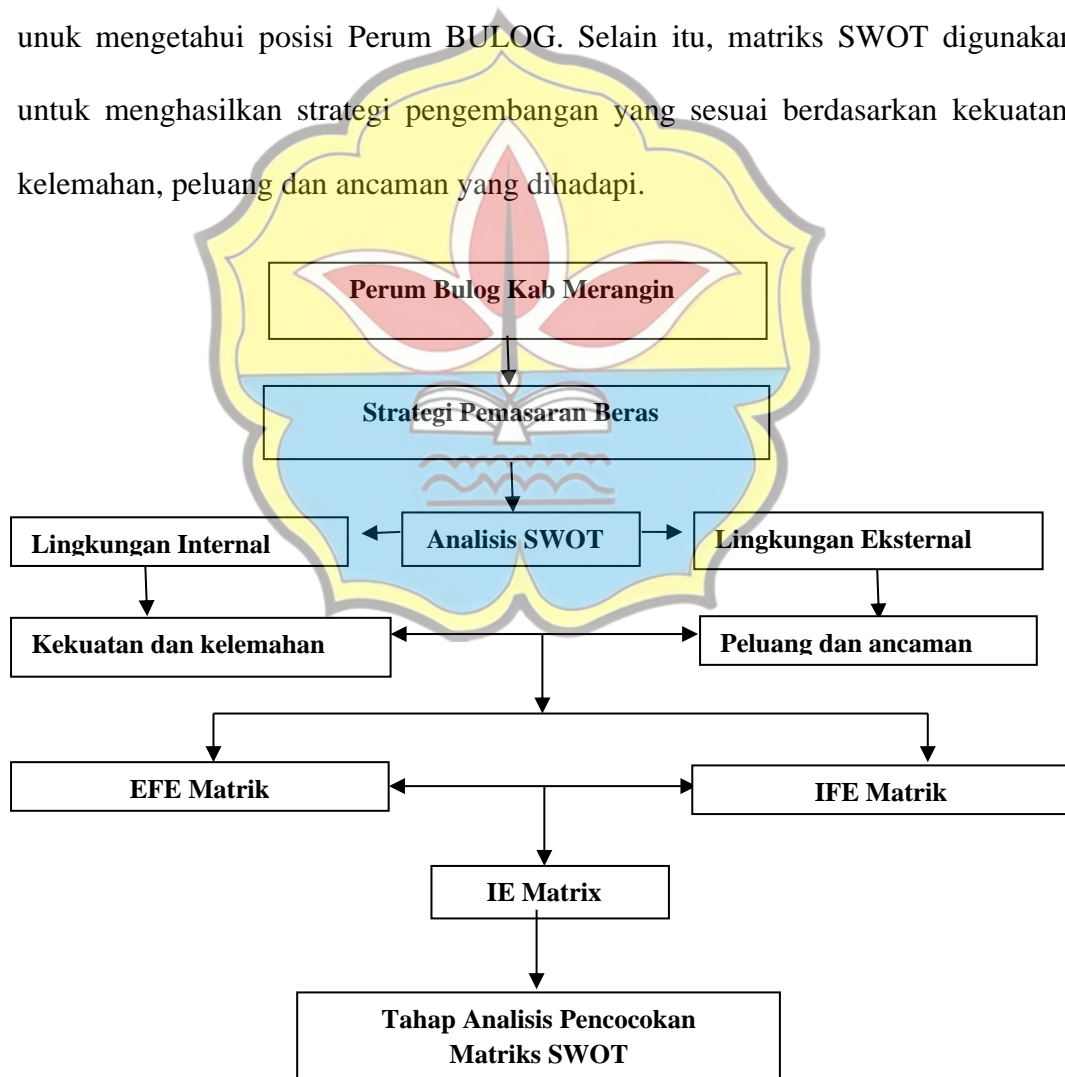 unuk mengetahui posisi Perum BULOG. Selain itu, matriks SWOT digunakan
untuk menghasilkan strategi pengembangan yang sesuai berdasarkan kekuatan
kelemahan, peluang dan ancaman yang dihadapi.
Perum Bulog Kab Merangin
Strategi Pemasaran Beras
Lingkungan Internal
Analisis SWOT
Lingkungan Eksternal
Kekuatan dan kelemahan
Peluang dan ancaman
EFE Matrik
IFE Matrik
IE Matrix
Tahap Analisis Pencocokan
Matriks SWOT